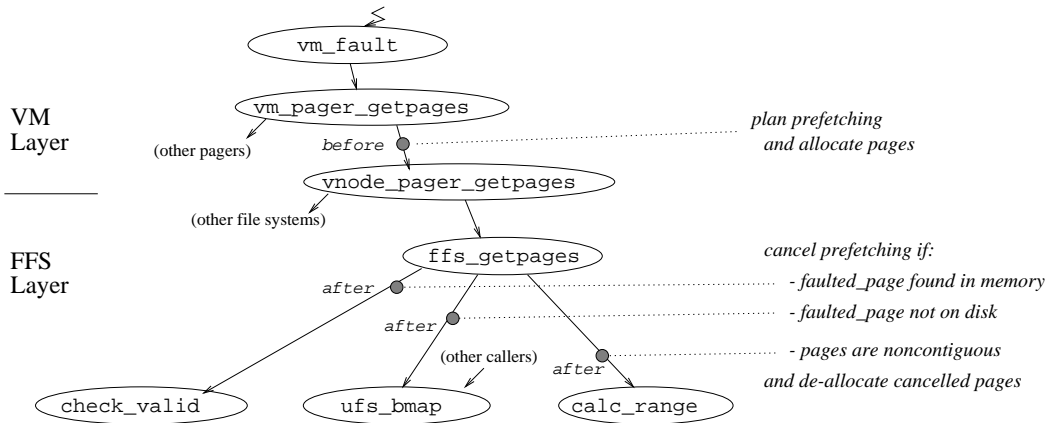 vm_fault
VM
Layer
vm_pager_getpages
(other pagers)
before
plan prefetching
and allocate pages
vnode_pager_getpages
(other file systems)
FFS
Layer
ffs_getpages
cancel prefetching if:
after
- faulted_page found in memory
after
- faulted_page not on disk
(other callers)
after
- pages are noncontiguous
and de-allocate cancelled pages
check_valid
ufs_bmap
calc_range